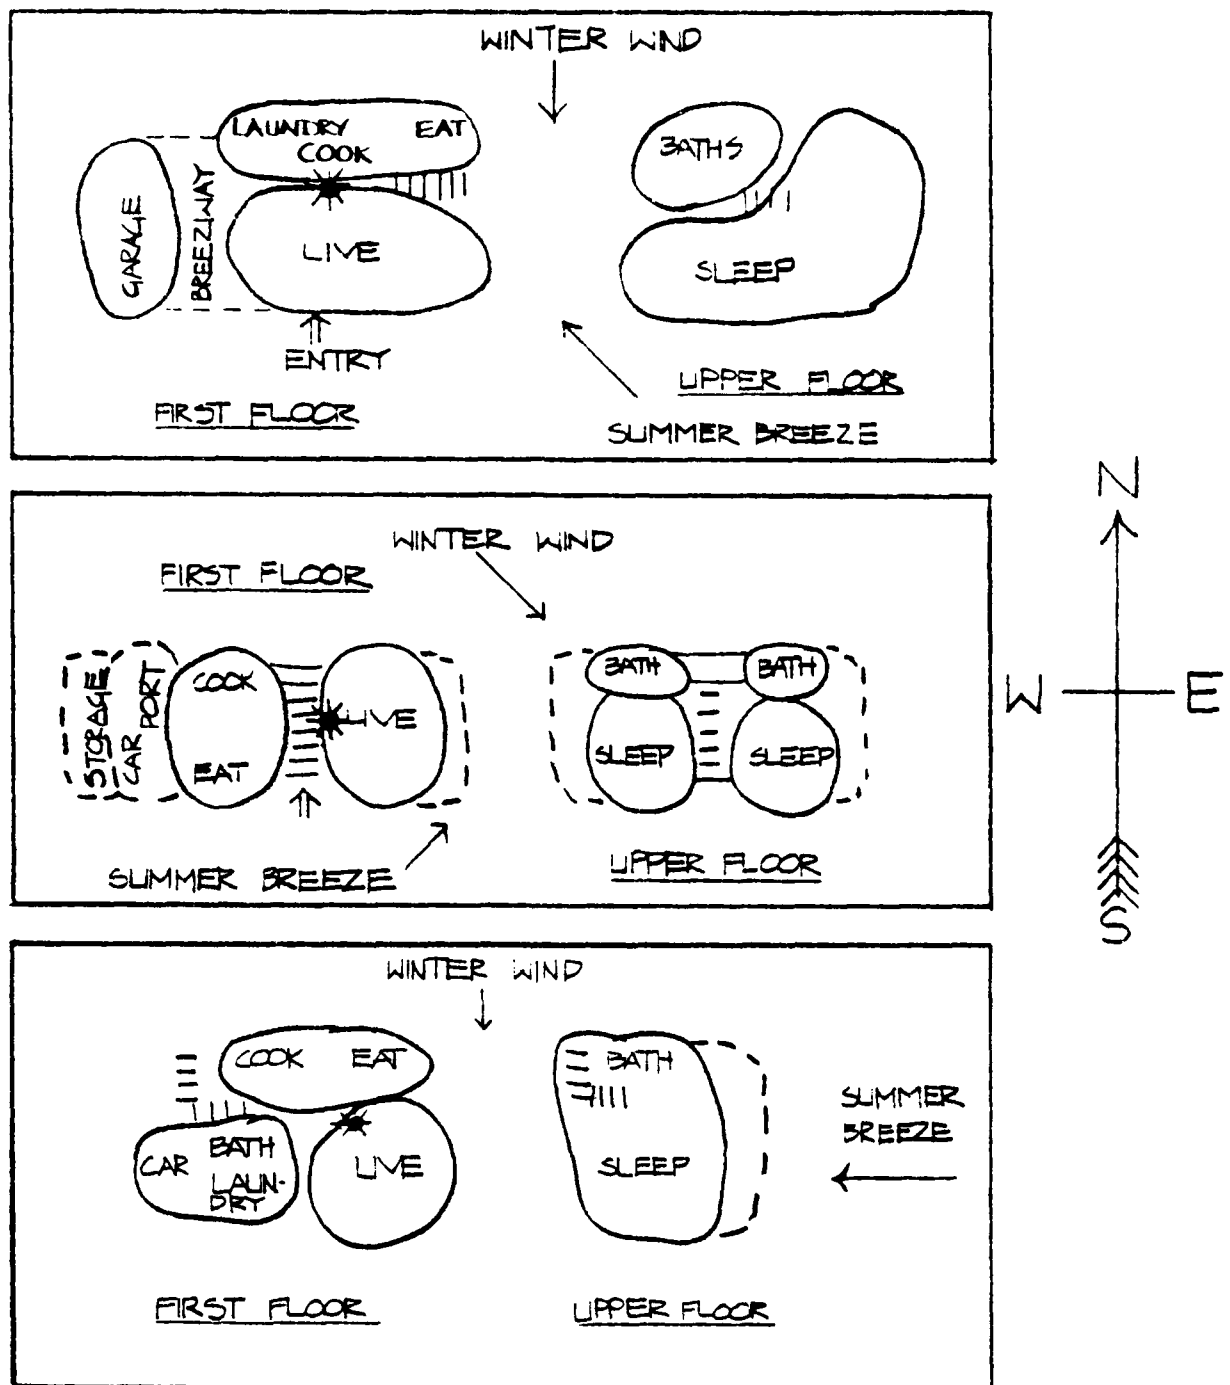 WINTER WIND
LAUNDRY EAT
COOK
GARAGE
BREEZWAY
LIVE
ENTRY
FIRST FLOOR
BATHS
SLEEP
UPPER FLOOR
SUMMER BREEZE
WINTER WIND
FIRST FLOOR
STORAGE
CAR
PORT
COOK
EAT
LIVE
SUMMER BREEZE
BATH BATH
SLEEP SLEEP
UPPER FLOOR
N
W E
S
WINTER WIND
COOK EAT
CAR BATH
LAUN-
DRY
LIVE
FIRST FLOOR
BATH
SLEEP
UPPER FLOOR
SUMMER
BREEZE